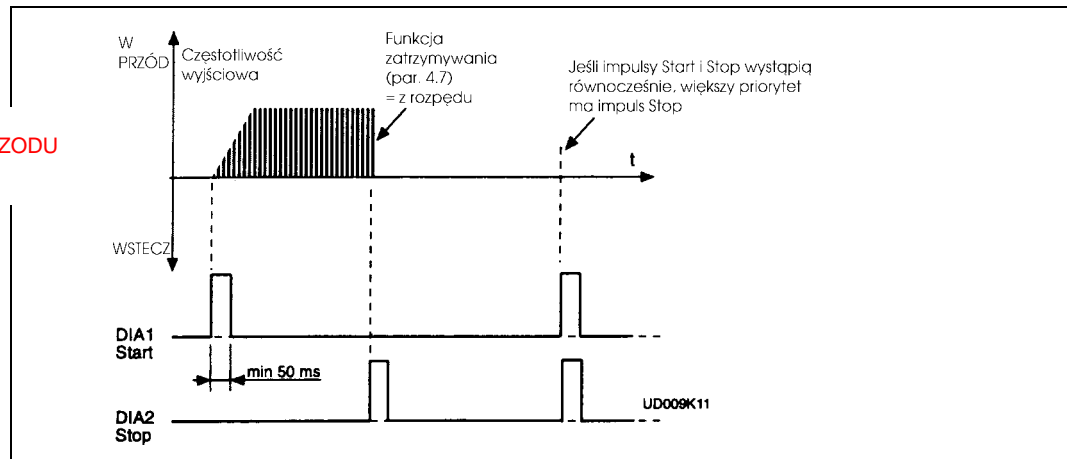 W
PRZÓD
Częstotliwość
wyjściowa
Funkcja
zatrzymywania
(par. 4.7)
= z rozpędu
Jeśli impulsy Start i Stop wystąpią
równocześnie, większy priorytet
ma impuls Stop
ZODU
t
WSTECZ
DIA1
Start
min 50 ms
DIA2
Stop
UD009K11